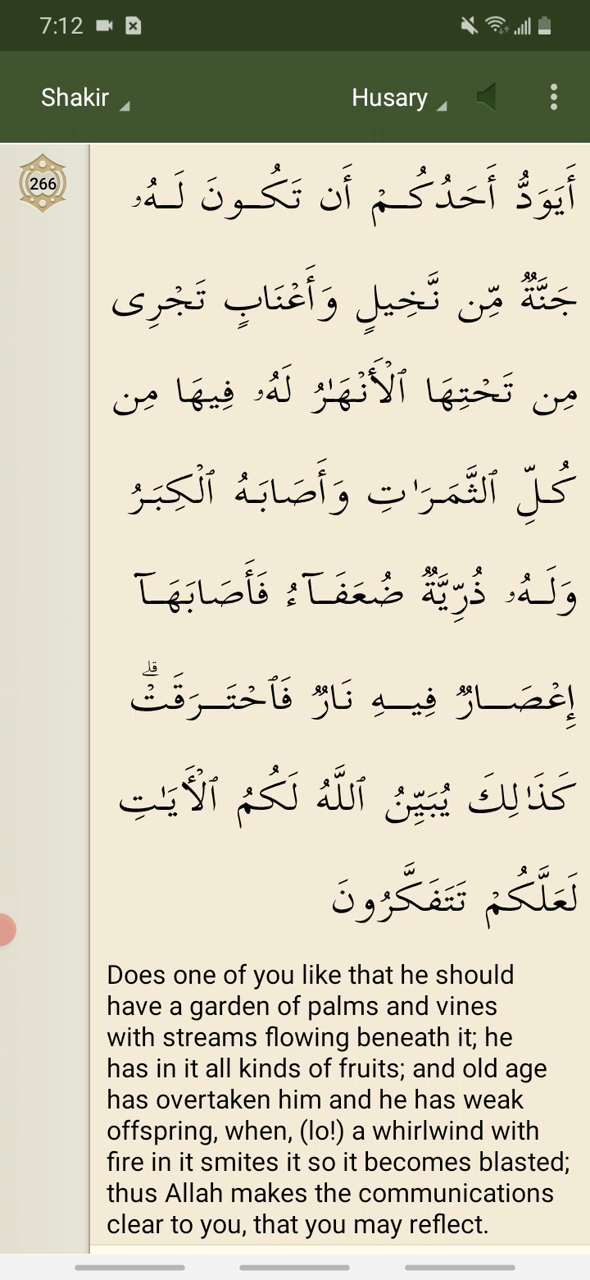 7:12
Shakir
Husary
266
أَيَوَدُّ أَحَدُكُمْ أَن تَكُونَ لَهُۥ
جَنَّةٌ مِّن نَّخِيلٍ وَأَعْنَابٍ تَجْرِى
مِن تَحْتِهَا ٱلْأَنْهَـٰرُ لَهُۥ فِيهَا مِن
كُلِّ ٱلثَّمَرَٰتِ وَأَصَابَهُ ٱلْكِبَرُ
وَلَهُۥ ذُرِّيَّةٌ ضُعَفَآءُ فَأَصَابَهَآ
إِعْصَارٌ فِيهِ نَارٌ فَٱحْتَرَقَتْ ۗ
كَذَٰلِكَ يُبَيِّنُ ٱللَّهُ لَكُمُ ٱلْأَيَـٰتِ
لَعَلَّكُمْ تَتَفَكَّرُونَ
Does one of you like that he should
have a garden of palms and vines
with streams flowing beneath it; he
has in it all kinds of fruits; and old age
has overtaken him and he has weak
offspring, when, (lo!) a whirlwind with
fire in it smites it so it becomes blasted;
thus Allah makes the communications
clear to you, that you may reflect.